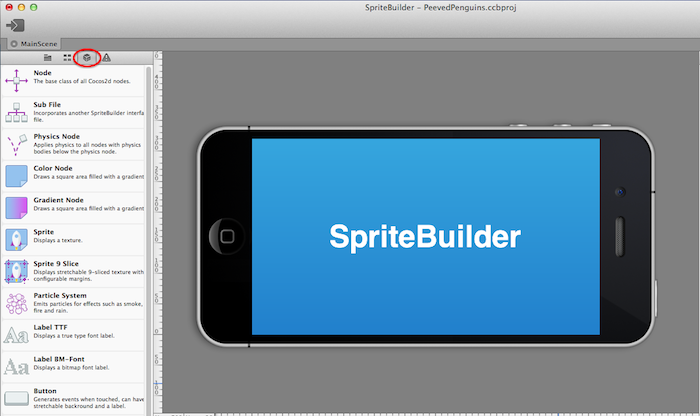 SpriteBuilder - PeevedPenguins.ccbproj
MainScene
Node
The base class of all Cocos2d nodes.
Sub File
Incorporates another SpriteBuilder interfa
file.
Physics Node
Applies physics to all nodes with physics
bodies below the physics node.
Color Node
Draws a square area filled with a gradient
Gradient Node
Draws a square area filled with a gradient
Sprite
Displays a texture.
Sprite 9 Slice
Displays stretchable 9-sliced texture with
configurable margins.
Particle System
Emits particles for effects such as smoke,
fire and rain.
Aa
Label TTF
Displays a true type font label.
Aa
Label BM-Font
Displays a bitmap font label.
Button
Generates events when touched, can have
stretchable backround and a label.
SpriteBuilder